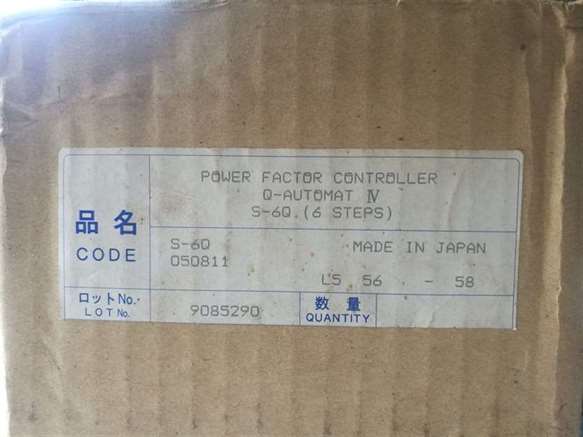 POWER FACTOR CONTROLLER
Q-AUTOMAT Ⅳ
S-6Q.(6 STEPS)
品名
CODE
S-6Q MADE IN JAPAN
050811
LS 56 - 58
ロットNo.
LOT No.
9085290
数量
QUANTITY